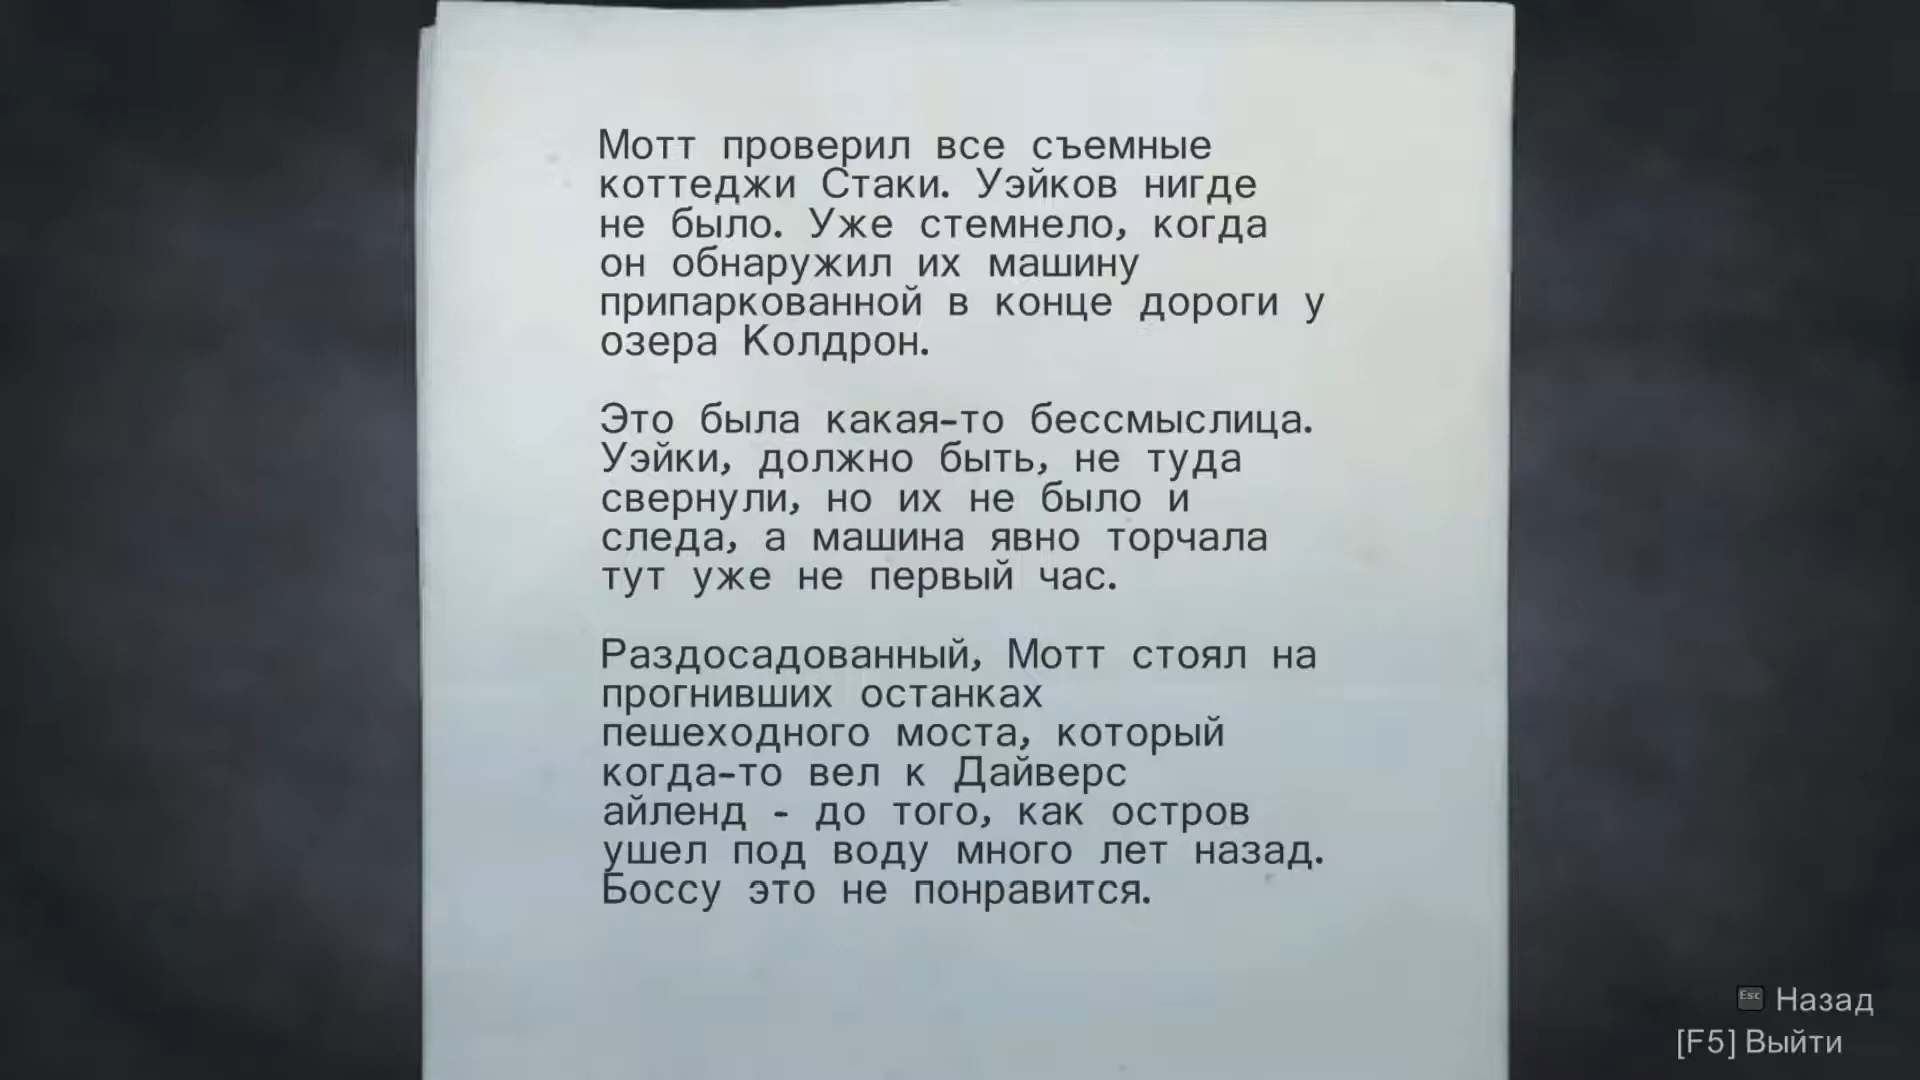 Мотт проверил все съемные
коттеджи Стаки. Уэйков нигде
не было. Уже стемнело, когда
он обнаружил их машину
припаркованной в конце дороги у
озера Колдрон.
Это была какая-то бессмыслица.
Уэйки, должно быть, не туда
свернули, но их не было и
следа, а машина явно торчала
тут уже не первый час.
Раздосадованный, Мотт стоял на
прогнивших останках
пешеходного моста, который
когда-то вел к Дайверс
айленд - до того, как остров
ушел под воду много лет назад.
Боссу это не понравится.
Esc Назад
[F5] Выйти